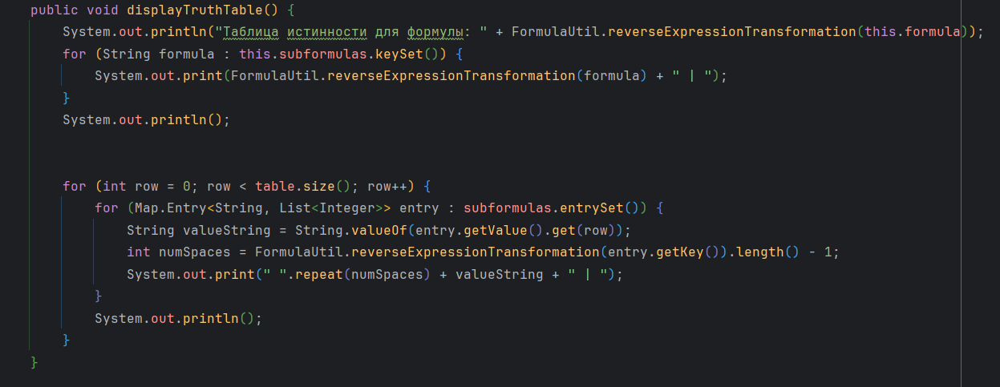 public void displayTruthTable() {
    System.out.println("Таблица истинности для формулы: " + FormulaUtil.reverseExpressionTransformation(this.formula));
    for (String formula : this.subformulas.keySet()) {
        System.out.print(FormulaUtil.reverseExpressionTransformation(formula) + " | ");
    }
    System.out.println();
    for (int row = 0; row < table.size(); row++) {
        for (Map.Entry<String, List<Integer>> entry : subformulas.entrySet()) {
            String valueString = String.valueOf(entry.getValue().get(row));
            int numSpaces = FormulaUtil.reverseExpressionTransformation(entry.getKey()).length() - 1;
            System.out.print(" ".repeat(numSpaces) + valueString + " | ");
        }
        System.out.println();
    }
}